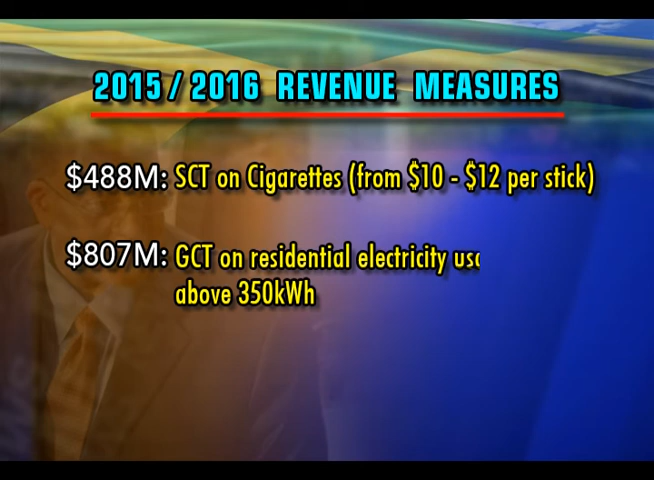 2015 / 2016 REVENUE MEASURES
$488M: SCT on Cigarettes (from $10 - $12 per stick)
$807M: GCT on residential electricity
above 350kWh